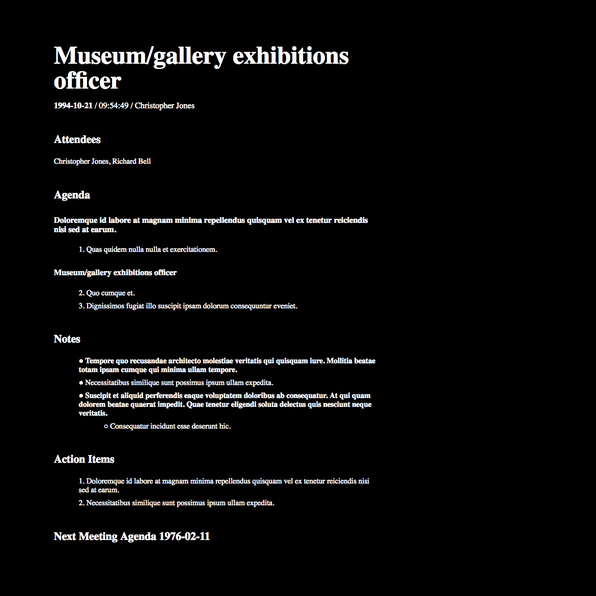 Museum/gallery exhibitions
officer
1994-10-21 / 09:54:49 / Christopher Jones
Attendees
Christopher Jones, Richard Bell
Agenda
Doloremque id labore at magnam minima repellendus quisquam vel ex tenetur reiciendis
nisi sed at earum.
1. Quas quidem nulla nulla et exercitationem.
Museum/gallery exhibitions officer
2. Quo cumque et.
3. Dignissimos fugiat illo suscipit ipsam dolorum consequuntur eveniet.
Notes
● Tempore quo recusandae architecto molestiae veritatis qui quisquam iure. Mollitia beatae
totam ipsam cumque qui minima ullam tempore.
● Necessitatibus similique sunt possimus ipsum ullam expedita.
● Suscipit et aliquid perferendis eaque voluptatem doloribus ab consequatur. At qui quam
dolorem beatae quaerat impedit. Quae tenetur eligendi soluta delectus quis nesciunt neque
veritatis.
○ Consequatur incidunt esse deserunt hic.
Action Items
1. Doloremque id labore at magnam minima repellendus quisquam vel ex tenetur reiciendis nisi
sed at earum.
2. Necessitatibus similique sunt possimus ipsum ullam expedita.
Next Meeting Agenda 1976-02-11